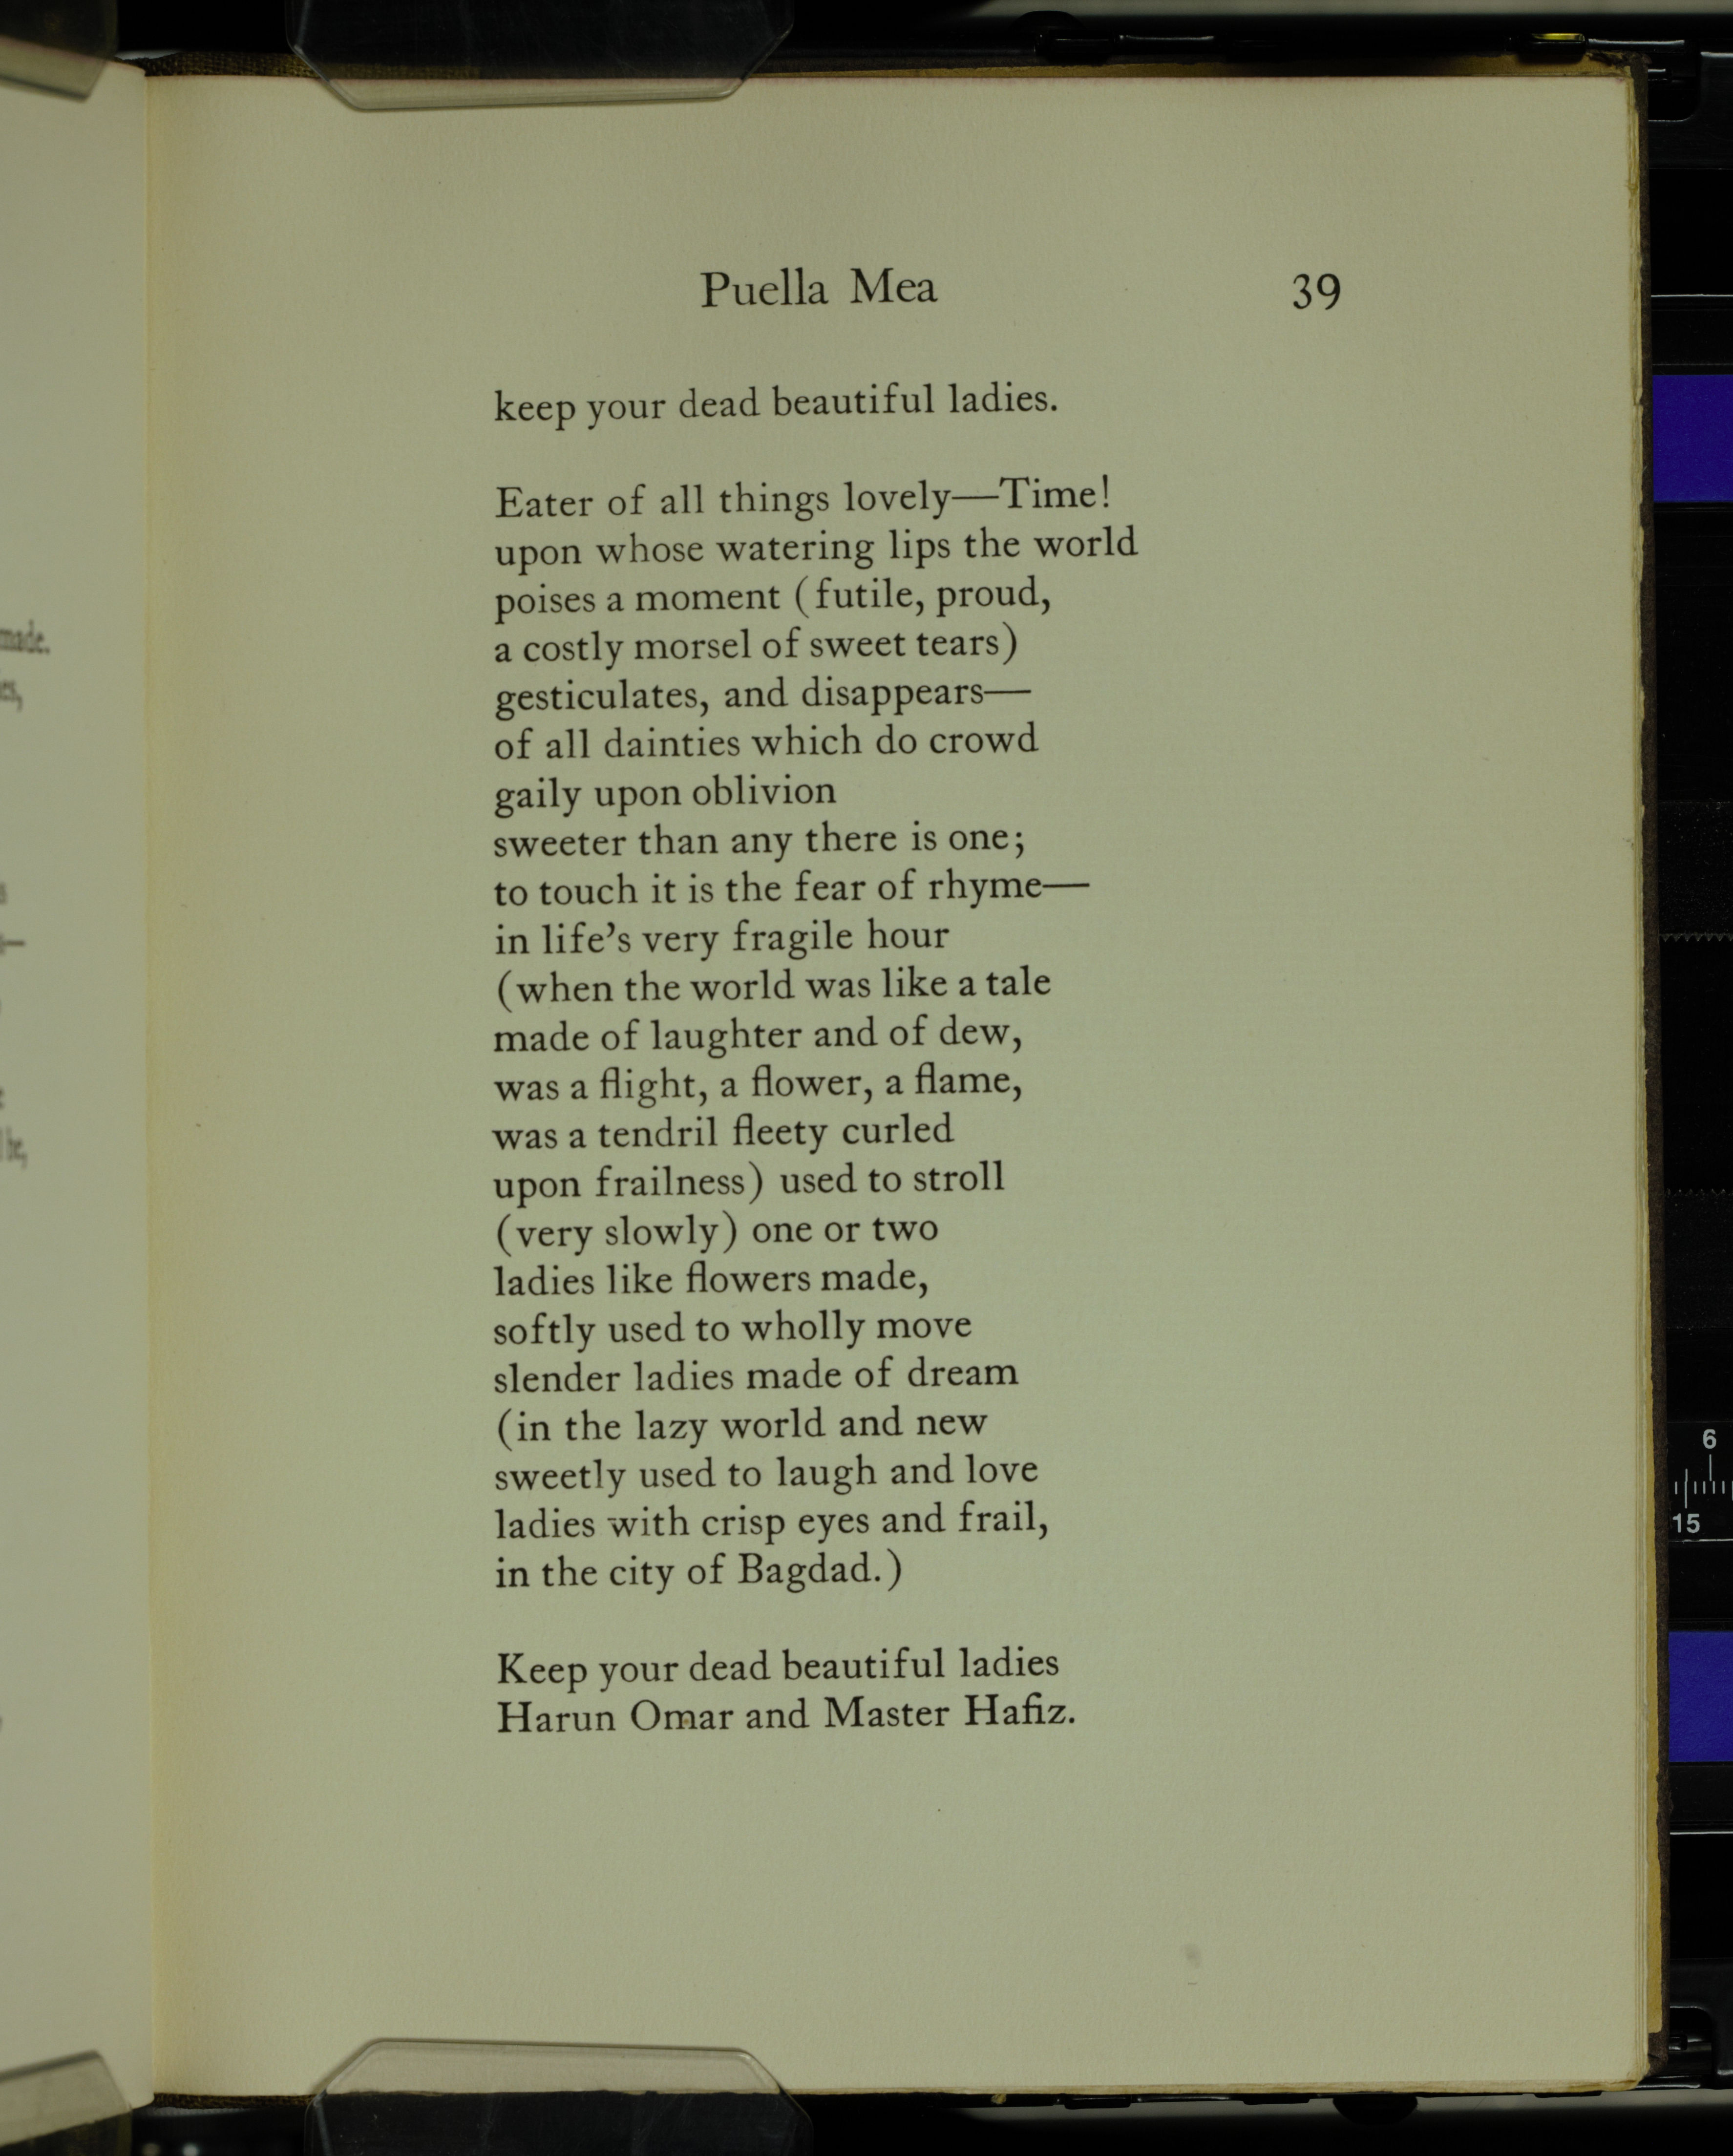 Puella Mea 39
keep your dead beautiful ladies.
Eater of all things lovely—Time!
upon whose watering lips the world
poises a moment (futile, proud,
a costly morsel of sweet tears)
gesticulates, and disappears—
of all dainties which do crowd
gaily upon oblivion
sweeter than any there is one;
to touch it is the fear of rhyme—
in life's very fragile hour
(when the world was like a tale
made of laughter and of dew,
was a flight, a flower, a flame,
was a tendril fleety curled
upon frailness) used to stroll
(very slowly) one or two
ladies like flowers made,
softly used to wholly move
slender ladies made of dream
(in the lazy world and new
sweetly used to laugh and love
ladies with crisp eyes and frail,
in the city of Bagdad.)
Keep your dead beautiful ladies
Harun Omar and Master Hafiz.
made.
6
15